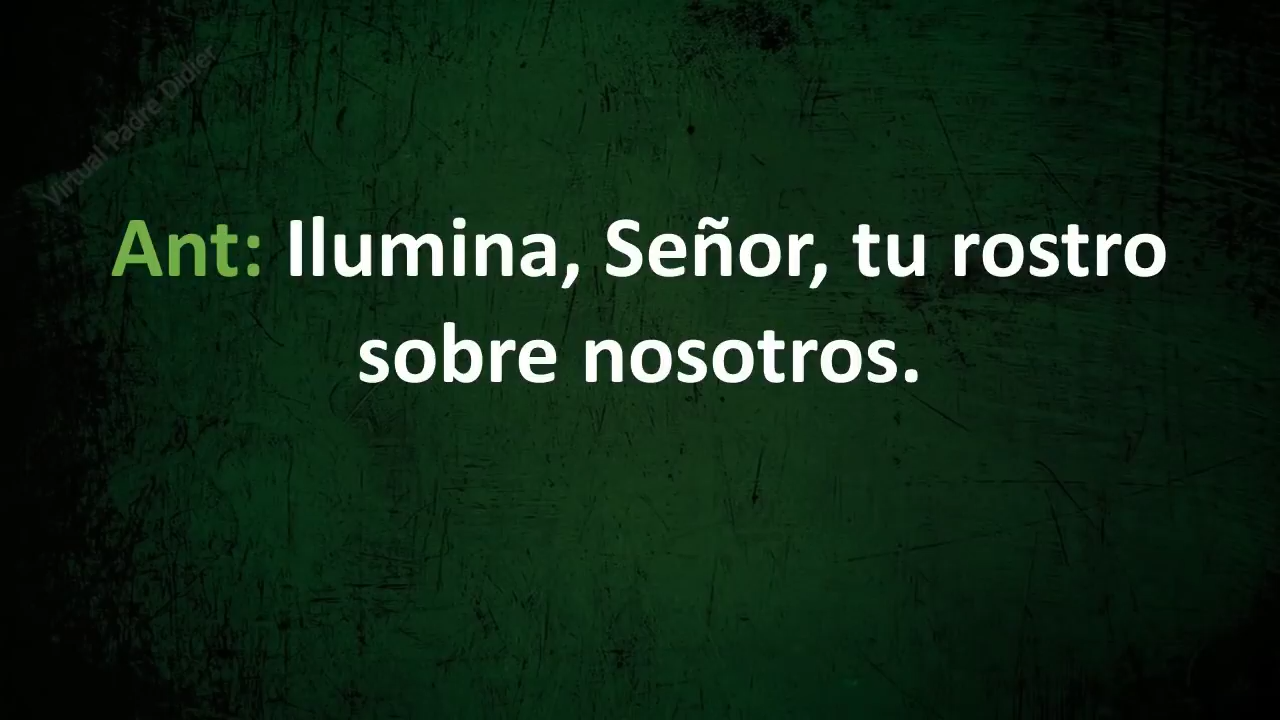 Virtual Padre Didier
Ant: Ilumina, Señor, tu rostro
sobre nosotros.